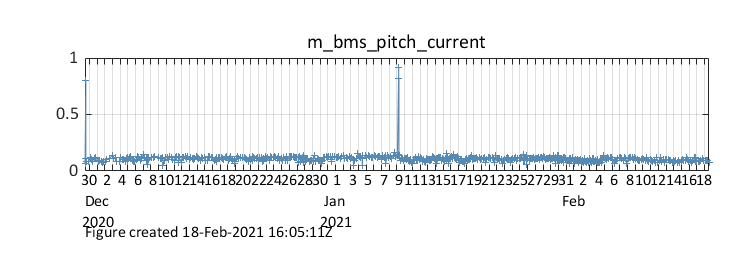 m_bms_pitch_current
1
0.5
0
30 2 4 6 8 10 12 14 16 18 20 22 24 26 28 30 1 3 5 7 9 11 13 15 17 19 21 23 25 27 29 31 2 4 6 8 10 12 14 16 18
Dec Jan Feb
2020 2021
Figure created 18-Feb-2021 16:05:11Z